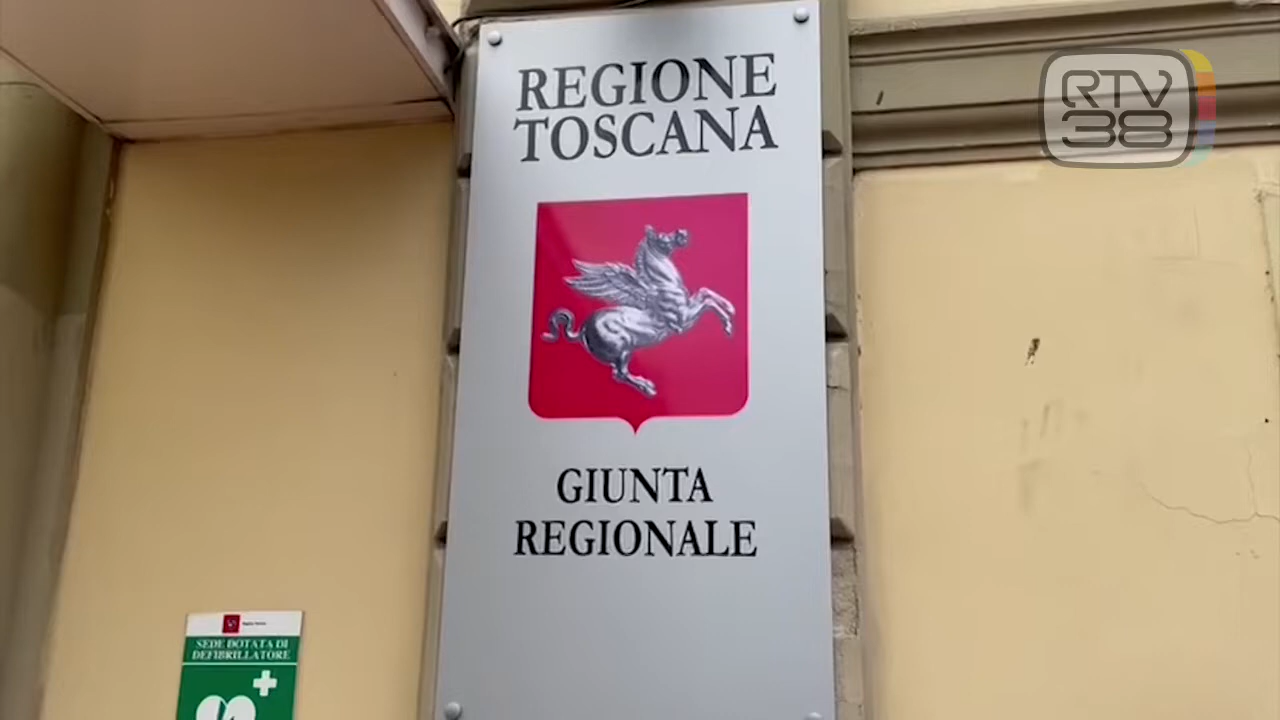 REGIONE
TOSCANA
RTV
38
GIUNTA
REGIONALE
SEDE DOTATA DI
DEFIBRILLATORE